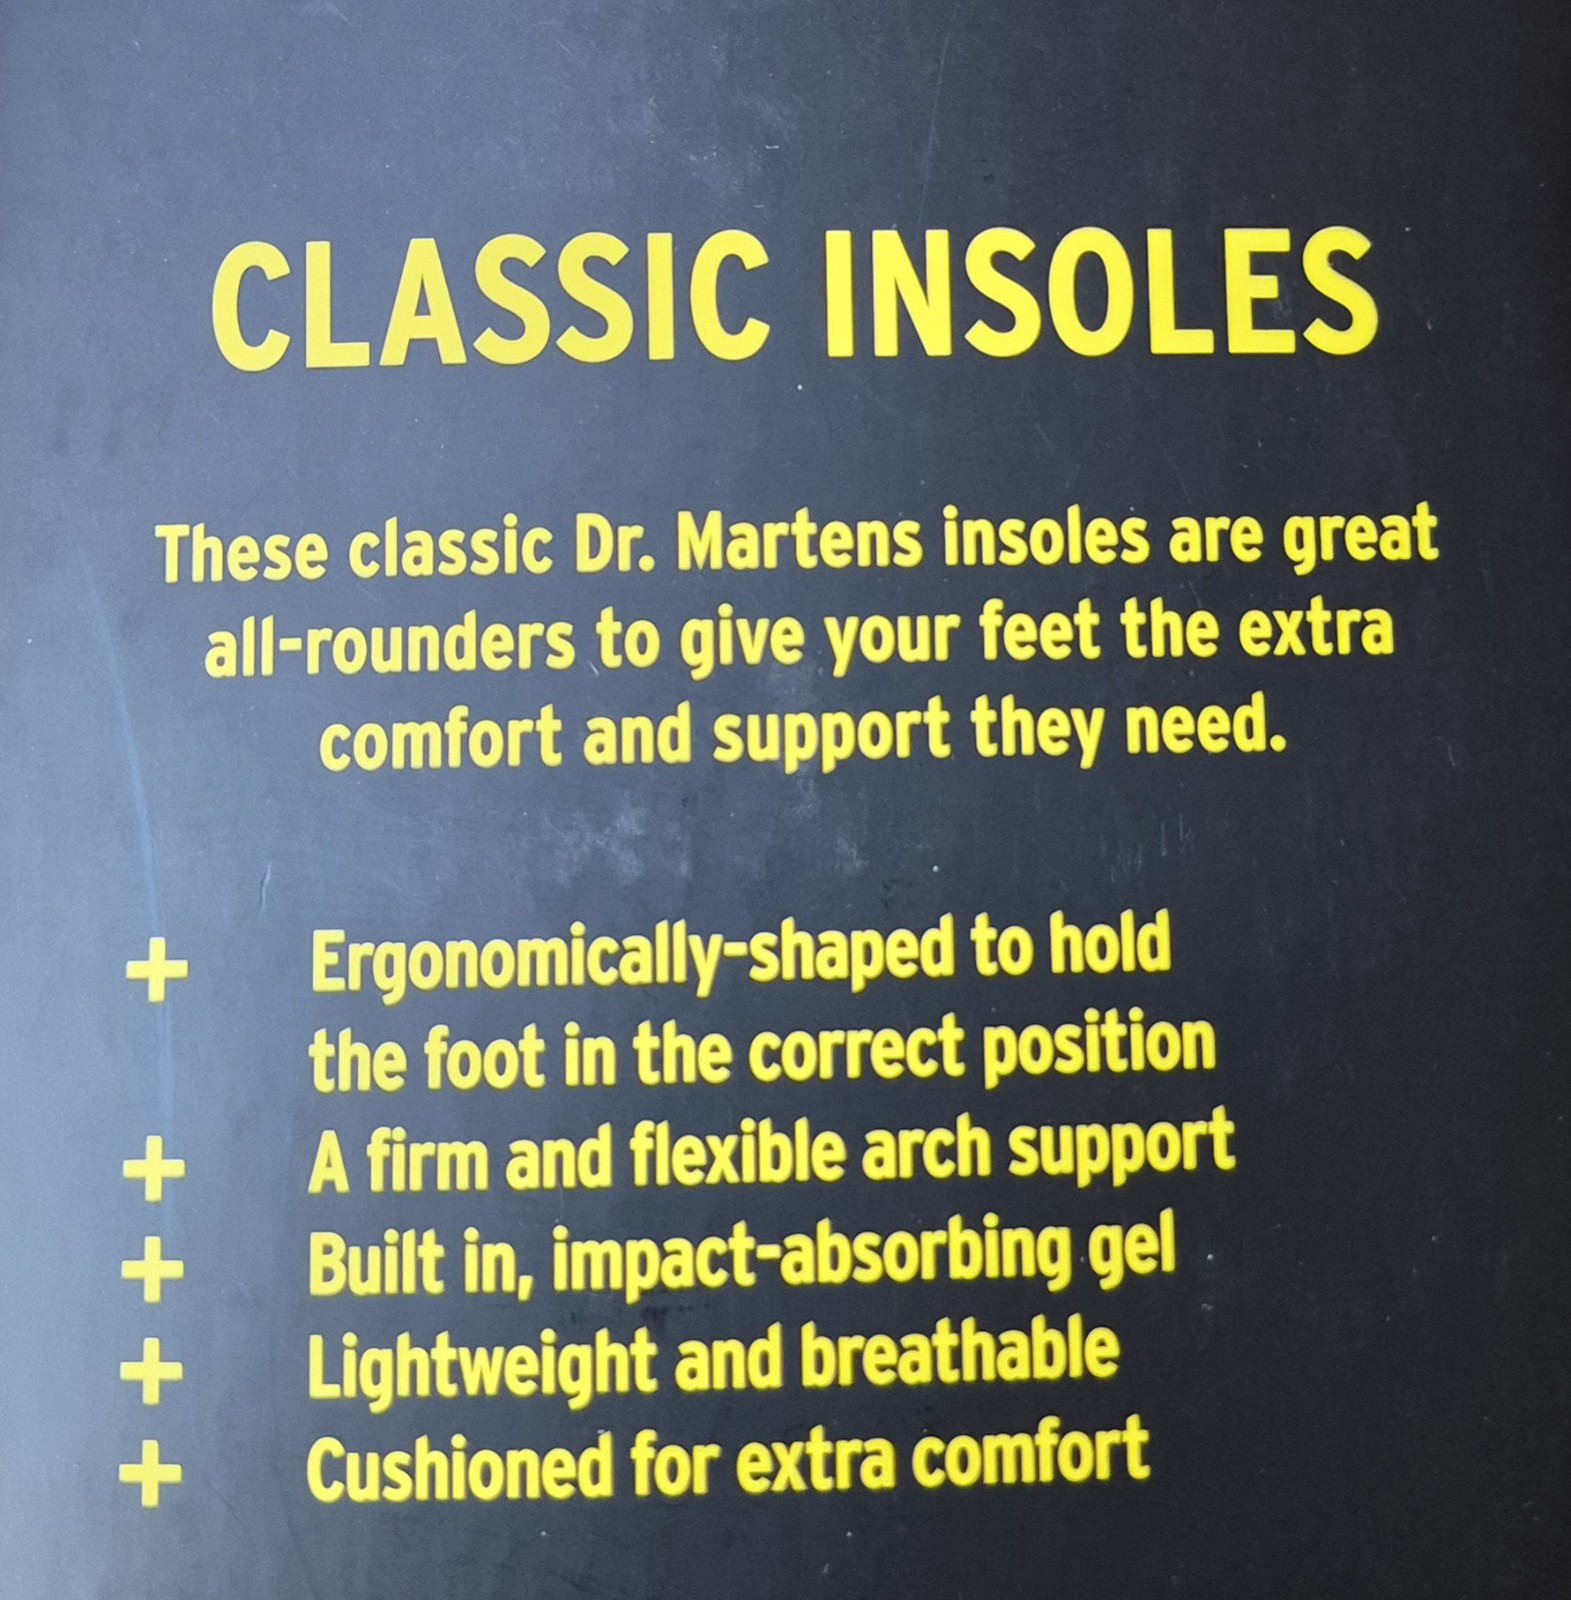 CLASSIC INSOLES
These classic Dr. Martens insoles are great
all-rounders to give your feet the extra
comfort and support they need.
+ Ergonomically-shaped to hold
the foot in the correct position
+ A firm and flexible arch support
+ Built in, impact-absorbing gel
+ Lightweight and breathable
+ Cushioned for extra comfort